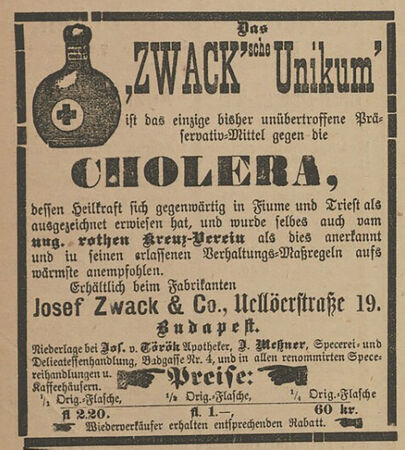 Das
‚ZWACK'sche Unikum'
ist das einzige bisher unübertroffene Prä-
servativ-Mittel gegen die
CHOLERA,
dessen Heilkraft sich gegenwärtig in Fiume und Triest als
ausgezeichnet erwiesen hat, und wurde selbes auch vam
ung. rothen Kreuz-Verein als dies anerkannt
und iu seinen erlassenen Verhaltungs-Maßregeln aufs
wärmste anempfohlen.
Erhältlich beim Fabrikanten
Josef Zwack & Co., Uellöerstraße 19.
Budapest.
Niederlage bei Jos. v. Török Apotheker, J. Meßner, Specerei- und
Delicatessenhandlung, Badgasse Nr. 4, und in allen renommirten Spece-
reihandlungen u. Preise:
Kaffeehäusern.
1/1 Orig.-Flasche, 1/2 Orig.-Flasche, 1/4 Orig.-Flasche
fl 2.20. fl. 1.—, 60 kr.
Wiederverkäufer erhalten entsprechenden Rabatt.